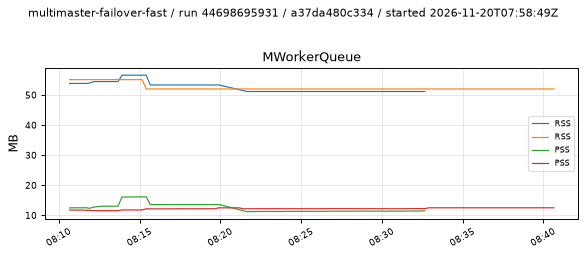 multimaster-failover-fast / run 44698695931 / a37da480c334 / started 2026-11-20T07:58:49Z
MWorkerQueue
MB
50
40
30
20
10
RSS
RSS
PSS
PSS
08:10
08:15
08:20
08:25
08:30
08:35
08:40